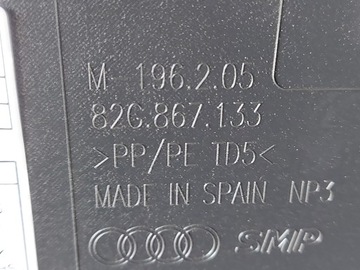 M 196.2.05
82G.867.133
>PP/PE TD5<
MADE IN SPAIN NP3
SMP